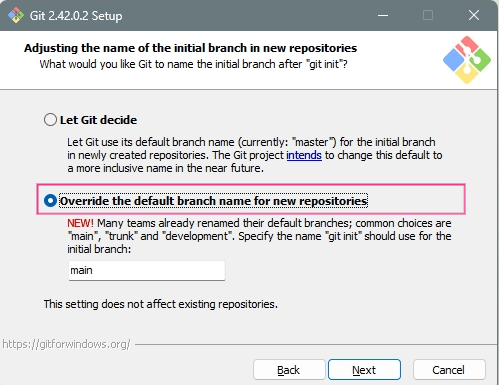 Git 2.42.0.2 Setup
Adjusting the name of the initial branch in new repositories
What would you like Git to name the initial branch after "git init"?
Let Git decide
Let Git use its default branch name (currently: "master") for the initial branch
in newly created repositories. The Git project intends to change this default to
a more inclusive name in the near future.
Override the default branch name for new repositories
NEW! Many teams already renamed their default branches; common choices are
"main", "trunk" and "development". Specify the name "git init" should use for the
initial branch:
main
This setting does not affect existing repositories.
https://gitforwindows.org/
Back
Next
Cancel